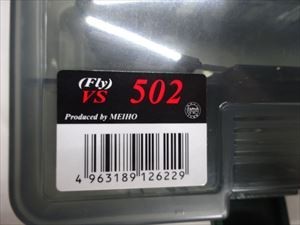 (Fly)
VS 502
Produced by MEIHO
4 963189 126229